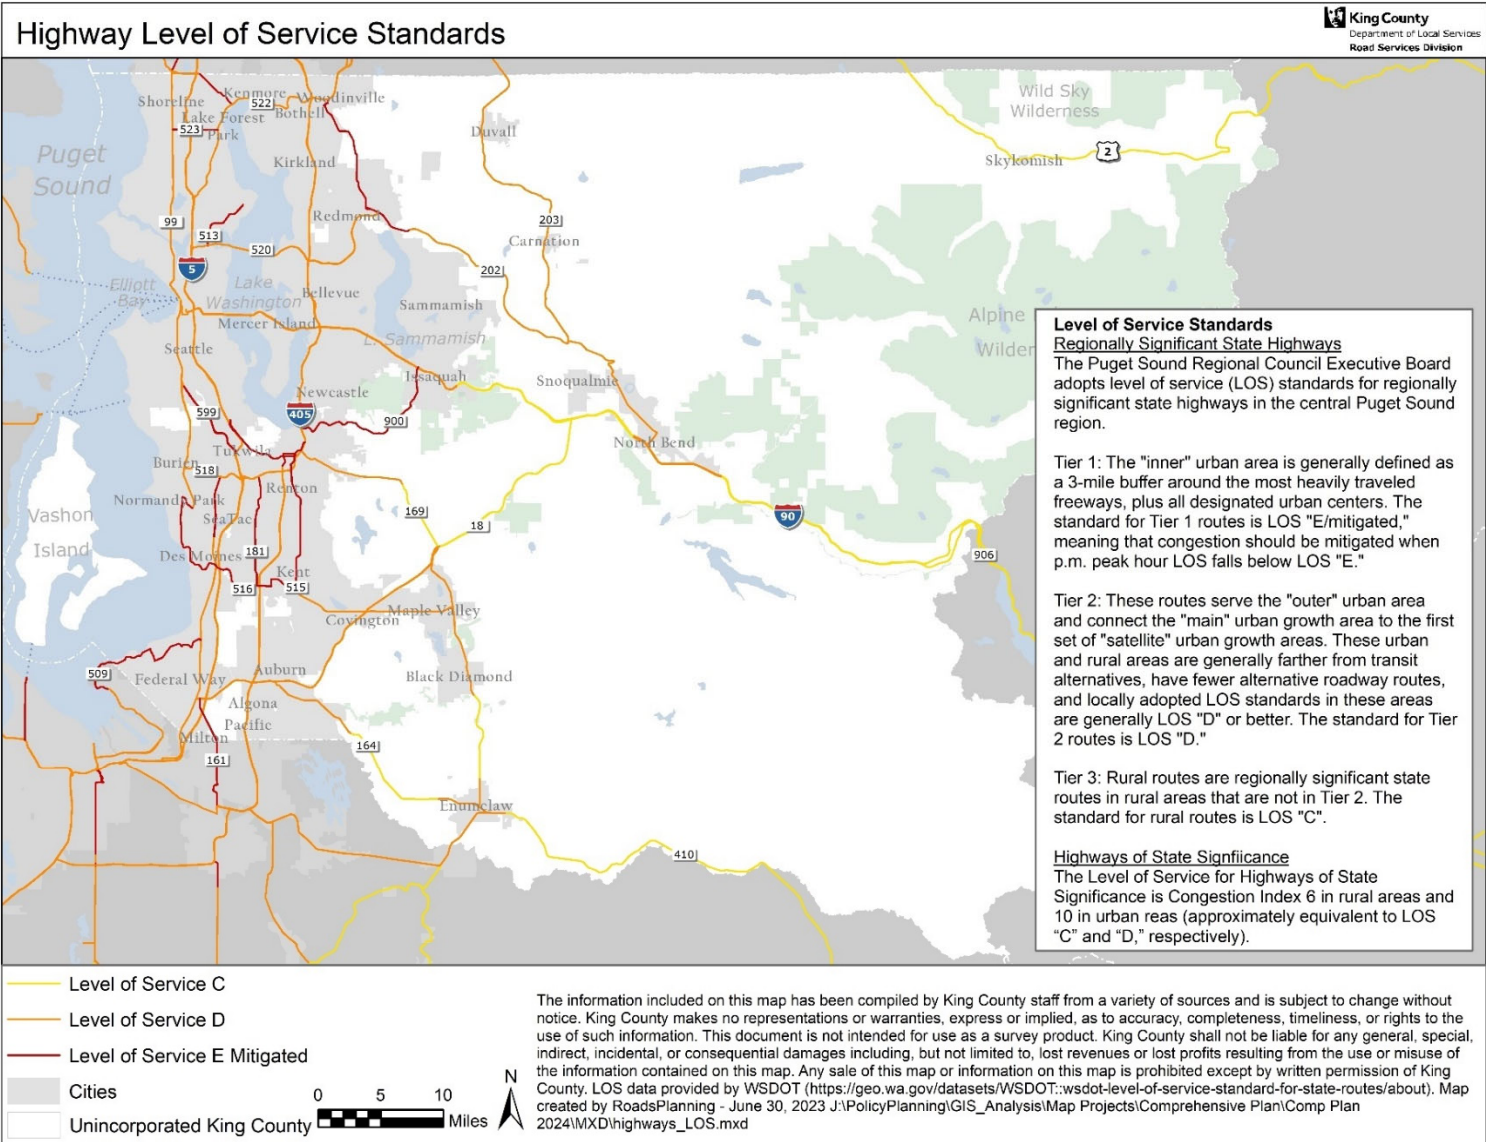 Highway Level of Service Standards
King County
Department of Local Services
Road Services Division
Shoreline
Kenmore
Woodinville
522
Bothell
Lake Forest
Park
523
Duvall
Wild Sky
Wilderness
Puget
Sound
Kirkland
Skykomish
2
99
513
Redmond
203
Carnation
520
5
202
Elliott
Bay
Lake
Washington
Bellevue
Sammamish
Mercer Island
L. Sammamish
Seattle
Alpine
Wilder
Issaquah
Snoqualmie
Newcastle
599
405
900
Tukwila
North Bend
Burien
518
Renton
Normandy Park
SeaTac
169
18
90
Vashon
Island
Des Moines
181
906
Kent
516
515
Covington
Maple Valley
509
Federal Way
Auburn
Black Diamond
Algona
Pacific
Milton
161
164
Enumclaw
410
Level of Service Standards
Regionally Significant State Highways
The Puget Sound Regional Council Executive Board
adopts level of service (LOS) standards for regionally
significant state highways in the central Puget Sound
region.
Tier 1: The "inner" urban area is generally defined as
a 3-mile buffer around the most heavily traveled
freeways, plus all designated urban centers. The
standard for Tier 1 routes is LOS "E/mitigated,"
meaning that congestion should be mitigated when
p.m. peak hour LOS falls below LOS "E."
Tier 2: These routes serve the "outer" urban area
and connect the "main" urban growth area to the first
set of "satellite" urban growth areas. These urban
and rural areas are generally farther from transit
alternatives, have fewer alternative roadway routes,
and locally adopted LOS standards in these areas
are generally LOS "D" or better. The standard for Tier
2 routes is LOS "D."
Tier 3: Rural routes are regionally significant state
routes in rural areas that are not in Tier 2. The
standard for rural routes is LOS "C".
Highways of State Signfiicance
The Level of Service for Highways of State
Significance is Congestion Index 6 in rural areas and
10 in urban reas (approximately equivalent to LOS
“C” and “D,” respectively).
Level of Service C
Level of Service D
Level of Service E Mitigated
Cities
Unincorporated King County
0 5 10
Miles
N
The information included on this map has been compiled by King County staff from a variety of sources and is subject to change without
notice. King County makes no representations or warranties, express or implied, as to accuracy, completeness, timeliness, or rights to the
use of such information. This document is not intended for use as a survey product. King County shall not be liable for any general, special,
indirect, incidental, or consequential damages including, but not limited to, lost revenues or lost profits resulting from the use or misuse of
the information contained on this map. Any sale of this map or information on this map is prohibited except by written permission of King
County. LOS data provided by WSDOT (https://geo.wa.gov/datasets/WSDOT::wsdot-level-of-service-standard-for-state-routes/about). Map
created by RoadsPlanning - June 30, 2023 J:\PolicyPlanning\GIS_Analysis\Map Projects\Comprehensive Plan\Comp Plan
2024\MXD\highways_LOS.mxd